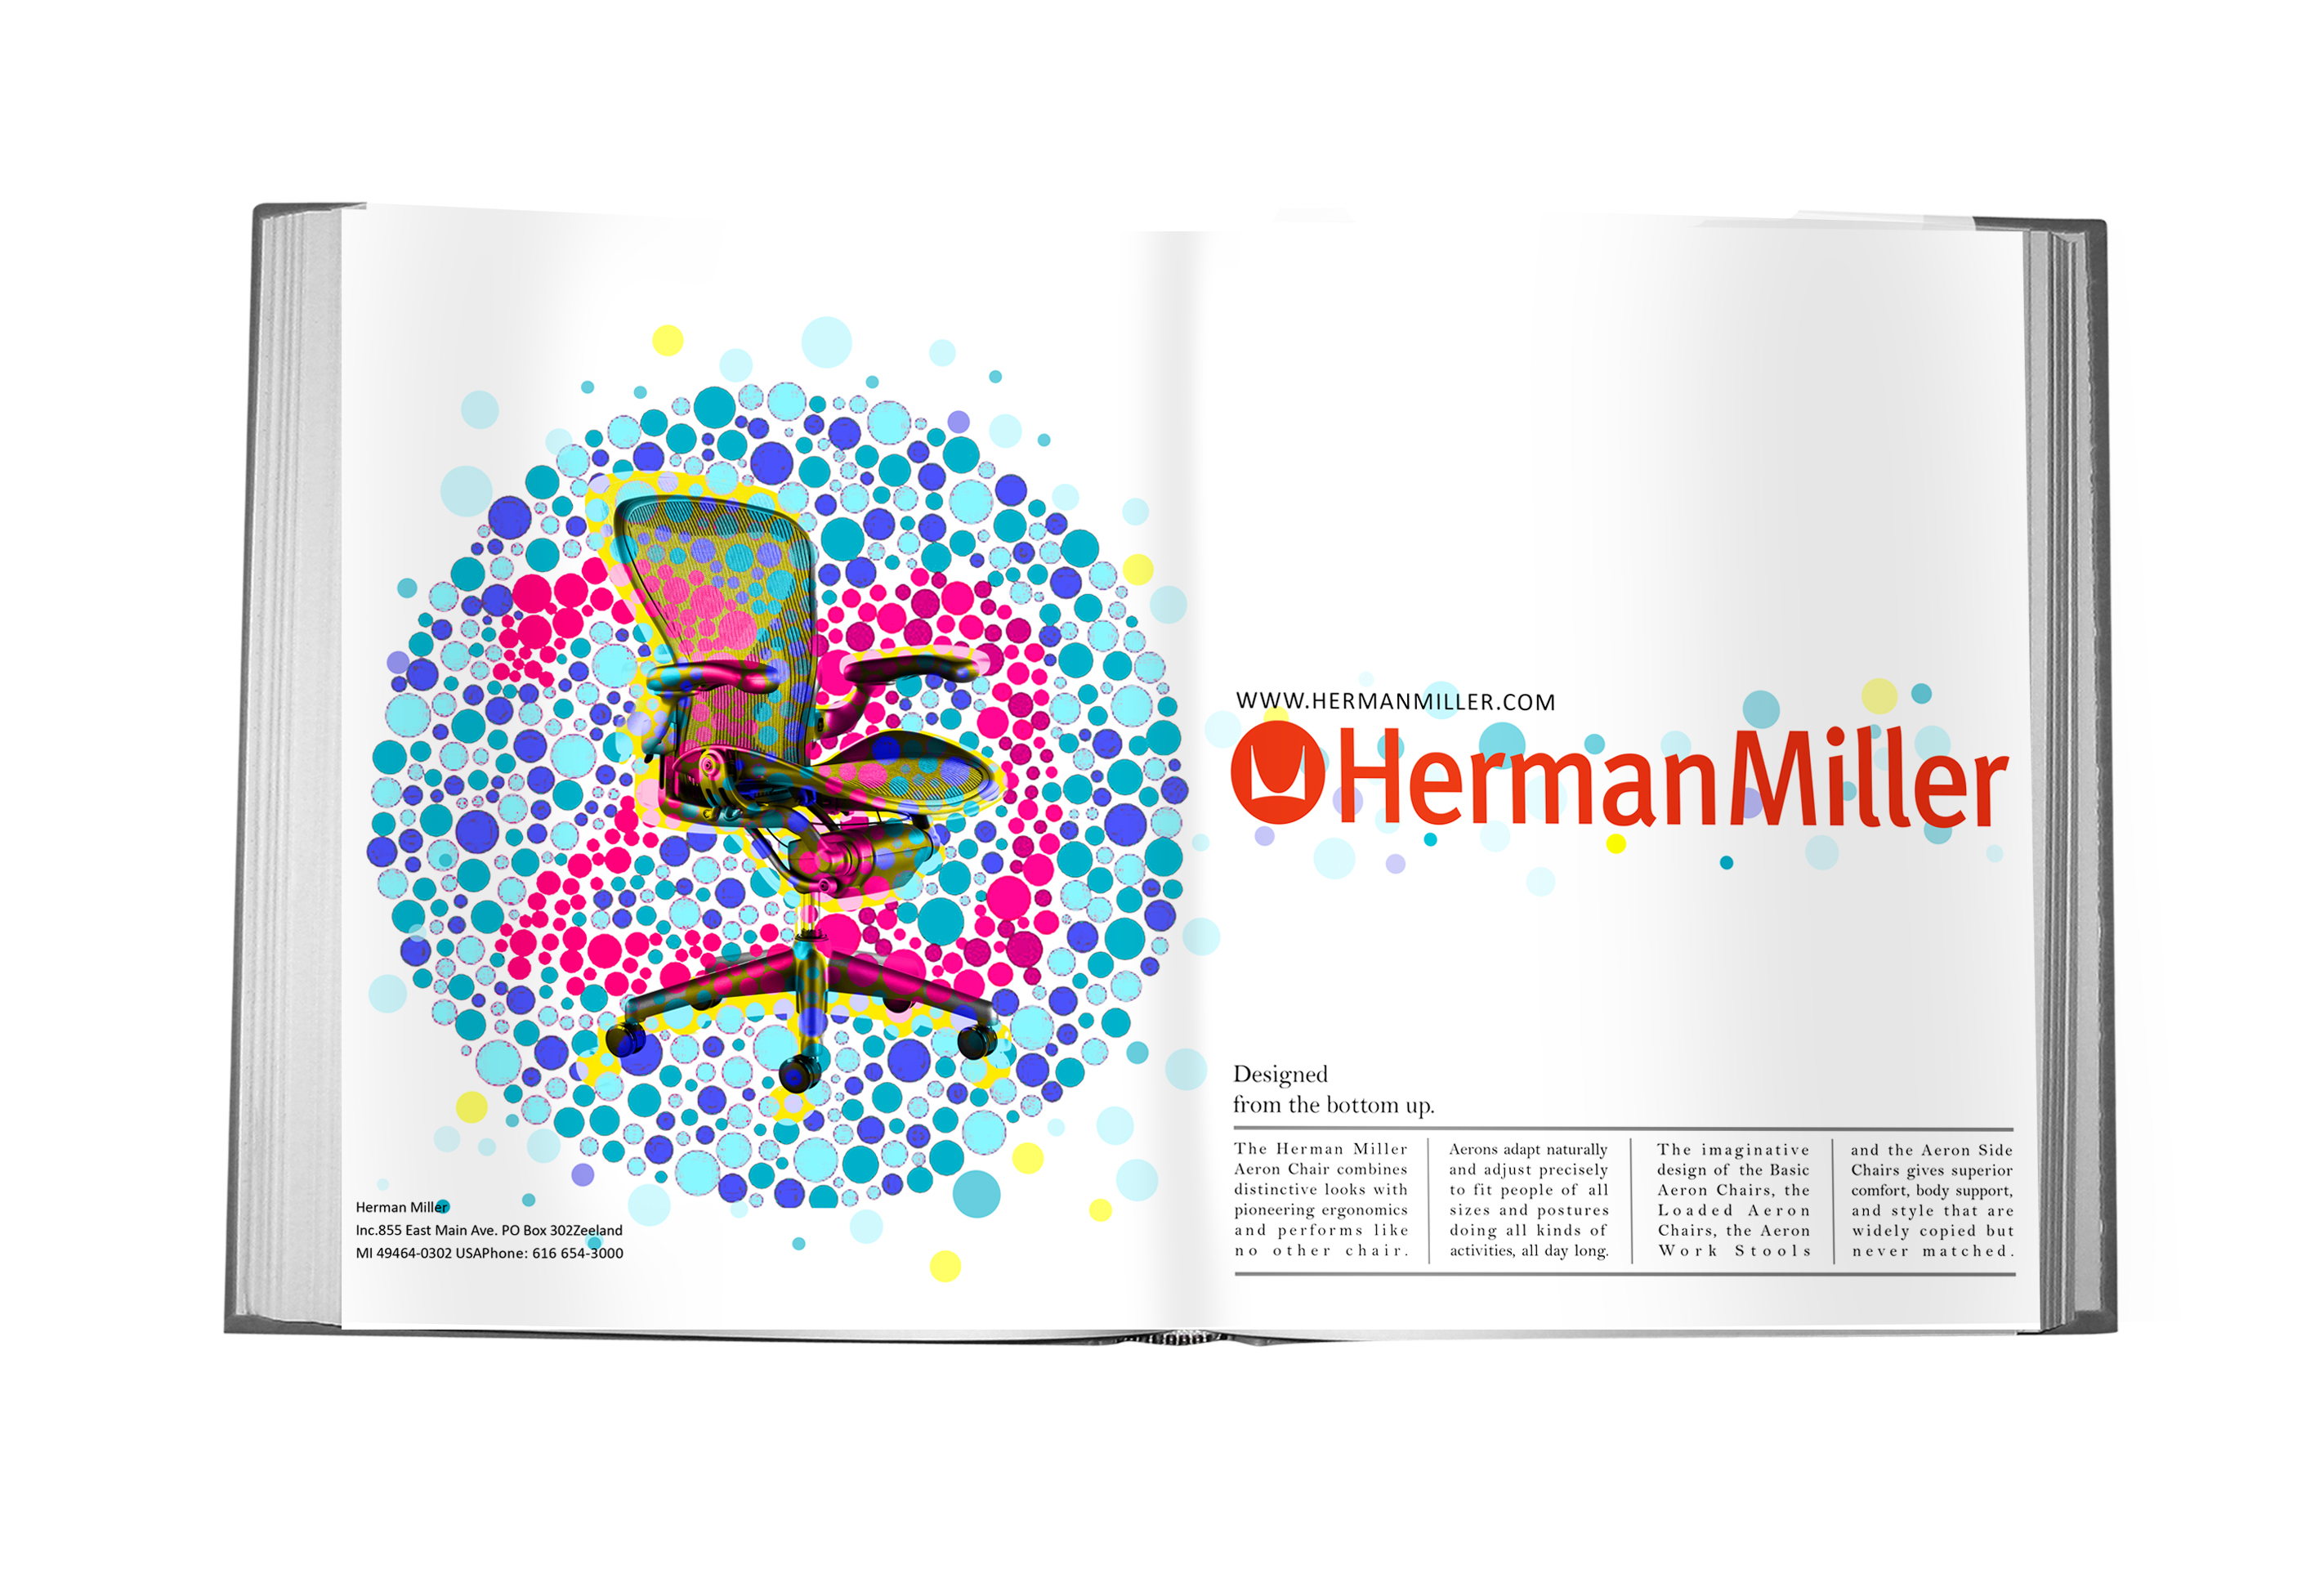 Herman Miller
Inc.855 East Main Ave. PO Box 302Zeeland
MI 49464-0302 USAPhone: 616 654-3000
WWW.HERMANMILLER.COM
HermanMiller
Designed
from the bottom up.
The Herman Miller
Aeron Chair combines
distinctive looks with
pioneering ergonomics
and performs like
no other chair.
Aerons adapt naturally
and adjust precisely
to fit people of all
sizes and postures
doing all kinds of
activities, all day long.
The imaginative
design of the Basic
Aeron Chairs, the
Loaded Aeron
Chairs, the Aeron
Work Stools
and the Aeron Side
Chairs gives superior
comfort, body support,
and style that are
widely copied but
never matched.